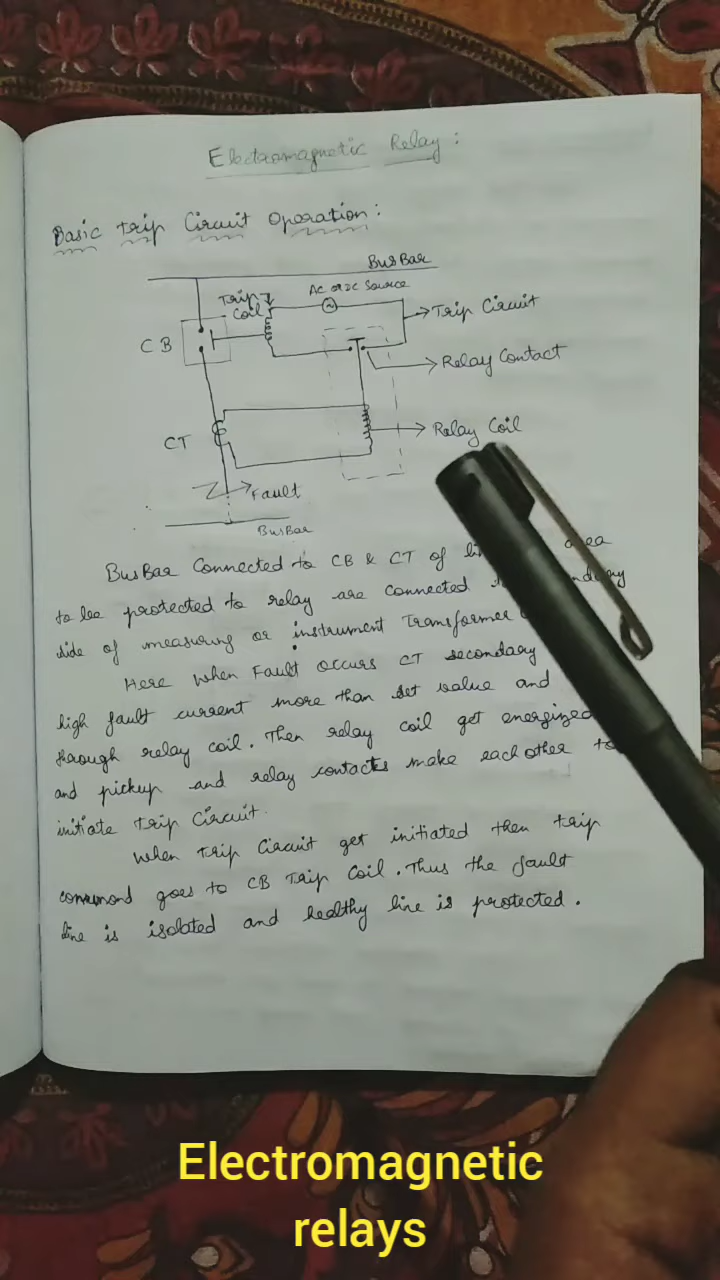 Electromagnetic Relay:
Basic trip Circuit Operation:
BusBar
AC or DC Source
Trip
Coil
Trip Circuit
CB
Relay Contact
Relay Coil
CT
Fault
BusBar
BusBar Connected to CB & CT of area
to be protected to relay are connected
side of measuring or instrument Transformer
Here when Fault occurs CT secondary
high fault current more than set value and
through relay coil. Then relay coil get energized
and pickup and relay contacts make each other to
initiate trip Circuit.
When Trip Circuit get initiated then trip
command goes to CB Trip Coil. Thus the fault
line is isolated and healthy line is protected.
Electromagnetic
relays